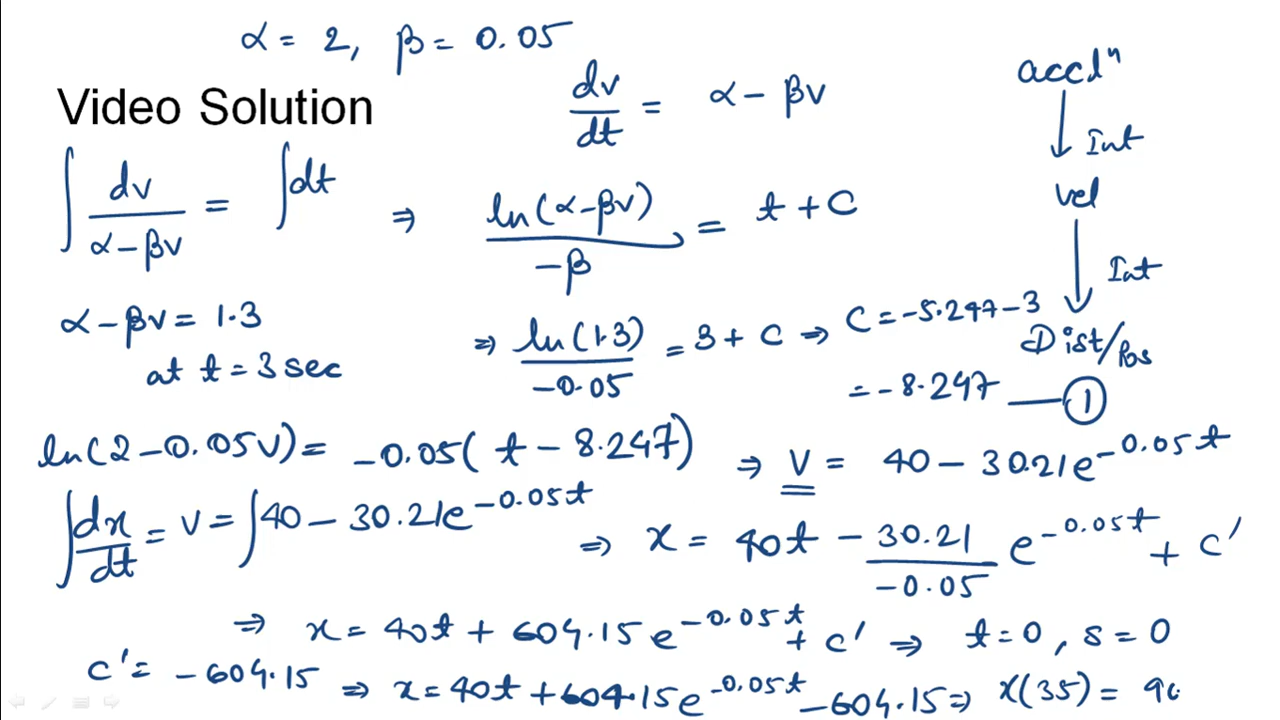 α = 2, β = 0.05
Video Solution
dv/dt = α - βv
acclⁿ
↓ Int
vel
↓ Int
Dist/Pos
∫ dv/(α - βv) = ∫dt ⇒ ln(α - βv)/(-β) = t + C
α - βv = 1.3
at t = 3 sec
⇒ ln(1.3)/(-0.05) = 3 + C ⇒ C = -5.247 - 3
= -8.247 — ①
ln(2 - 0.05v) = -0.05(t - 8.247) ⇒ v = 40 - 30.21e^(-0.05t)
∫dx/dt = v = ∫40 - 30.21e^(-0.05t) ⇒ x = 40t - 30.21/(-0.05) e^(-0.05t) + c'
⇒ x = 40t + 604.15e^(-0.05t) + c' ⇒ t = 0, s = 0
c' = -604.15 ⇒ x = 40t + 604.15e^(-0.05t) - 604.15 ⇒ x(35) =